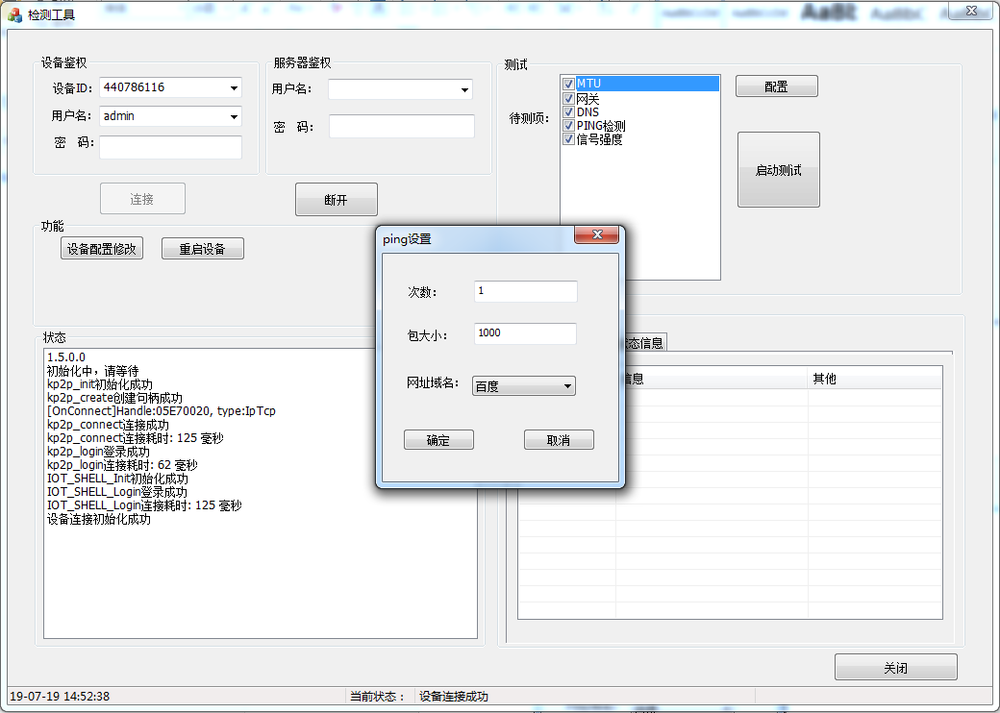 检测工具
设备鉴权
设备ID: 440786116
用户名: admin
密 码:
服务器鉴权
用户名:
密 码:
连接
断开
测试
待测项:
MTU
网关
DNS
PING检测
信号强度
配置
启动测试
功能
设备配置修改
重启设备
ping设置
次数: 1
包大小: 1000
网址域名: 百度
确定
取消
状态
1.5.0.0
初始化中，请等待
kp2p_init初始化成功
kp2p_create创建句柄成功
[OnConnect]Handle:05E70020, type:IpTcp
kp2p_connect连接成功
kp2p_connect连接耗时: 125 毫秒
kp2p_login登录成功
kp2p_login连接耗时: 62 毫秒
IOT_SHELL_Init初始化成功
IOT_SHELL_Login登录成功
IOT_SHELL_Login连接耗时: 125 毫秒
设备连接初始化成功
态信息
信息
其他
关闭
19-07-19 14:52:38
当前状态：
设备连接成功